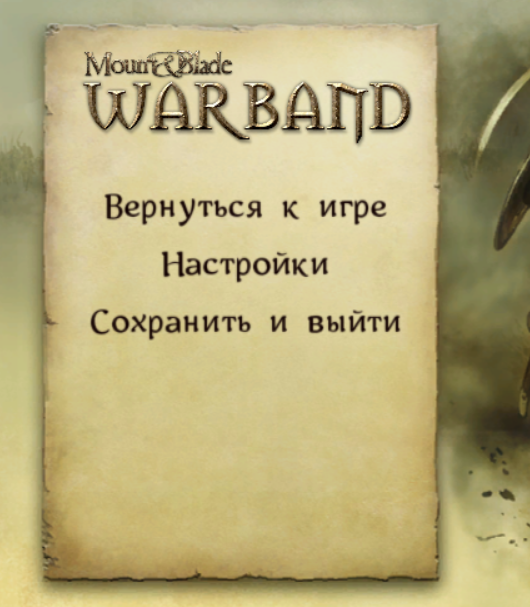 Mount & Blade
WARBAND
Вернуться к игре
Настройки
Сохранить и выйти